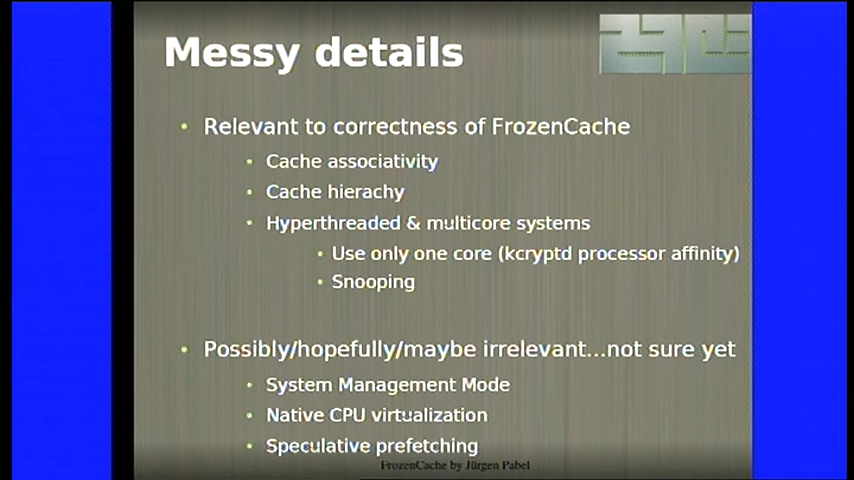 Messy details
• Relevant to correctness of FrozenCache
• Cache associativity
• Cache hierachy
• Hyperthreaded & multicore systems
• Use only one core (kcryptd processor affinity)
• Snooping
• Possibly/hopefully/maybe irrelevant...not sure yet
• System Management Mode
• Native CPU virtualization
• Speculative prefetching
FrozenCache by Jürgen Pabel